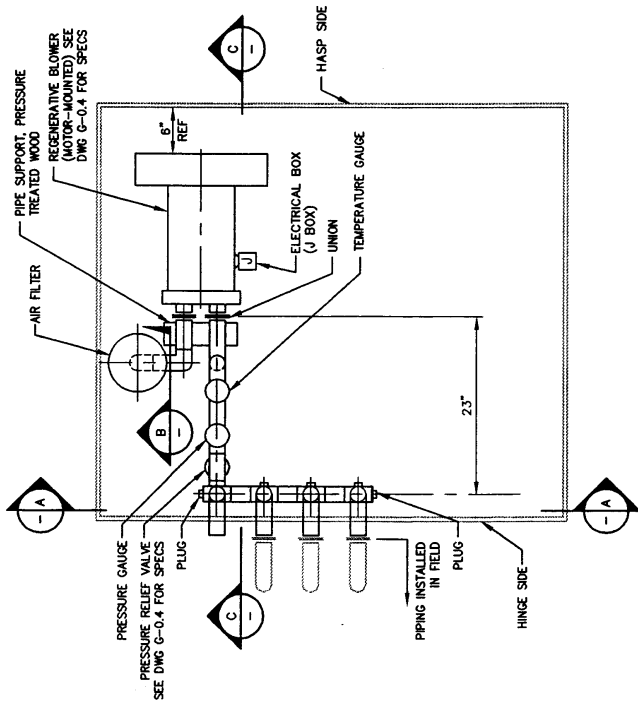 AIR FILTER
PIPE SUPPORT, PRESSURE
TREATED WOOD
REGENERATIVE BLOWER
(MOTOR-MOUNTED) SEE
DWG G-0.4 FOR SPECS
C
–
HASP SIDE
6"
REF
J
ELECTRICAL BOX
(J BOX)
UNION
TEMPERATURE GAUGE
B
–
23"
A
–
A
–
PRESSURE GAUGE
PRESSURE RELIEF VALVE
SEE DWG G-0.4 FOR SPECS
PLUG
C
–
PIPING INSTALLED
IN FIELD
PLUG
HINGE SIDE